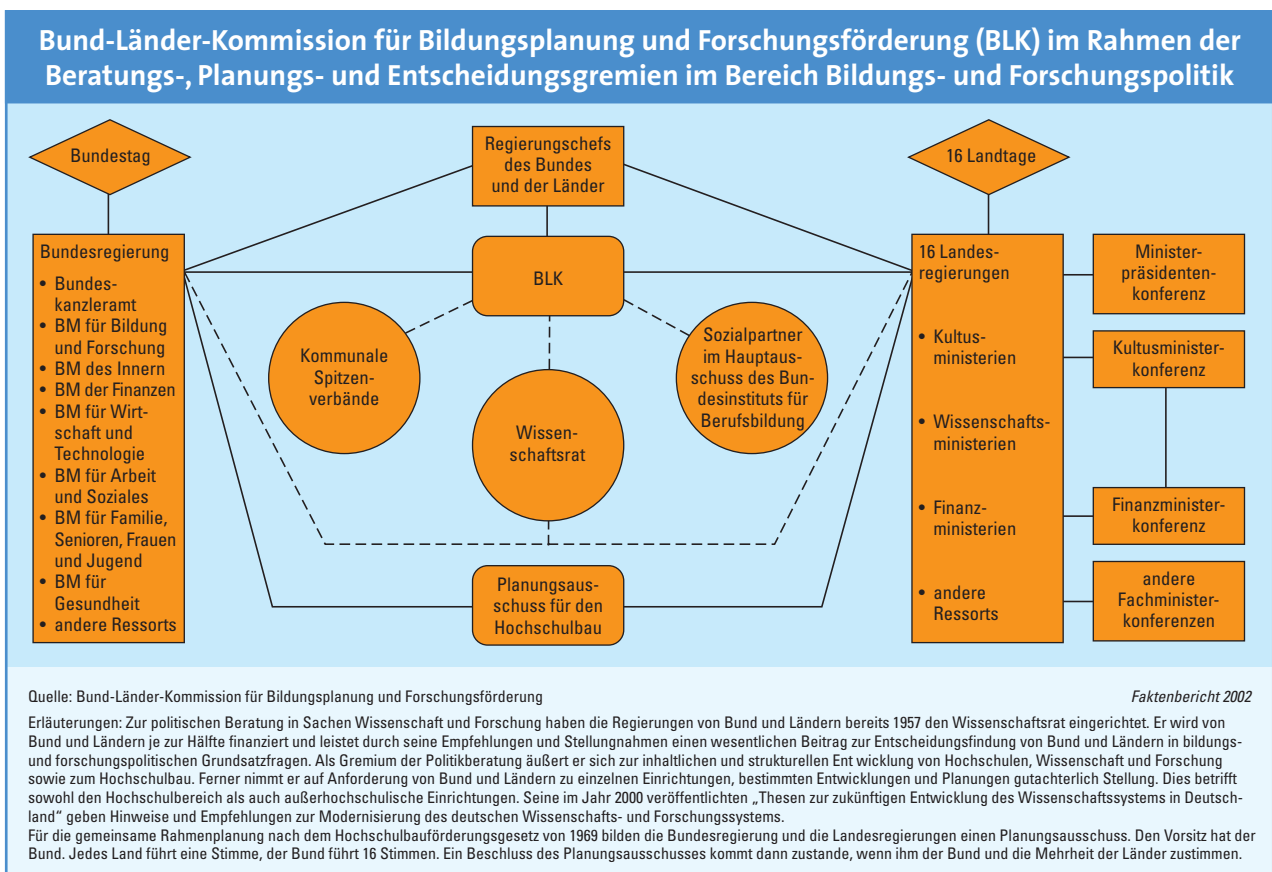 Bund-Länder-Kommission für Bildungsplanung und Forschungsförderung (BLK) im Rahmen der
Beratungs-, Planungs- und Entscheidungsgremien im Bereich Bildungs- und Forschungspolitik
Bundestag
Regierungschefs
des Bundes
und der Länder
16 Landtage
Bundesregierung
• Bundes-
kanzleramt
• BM für Bildung
und Forschung
• BM des Innern
• BM der Finanzen
• BM für Wirt-
schaft und
Technologie
• BM für Arbeit
und Soziales
• BM für Familie,
Senioren, Frauen
und Jugend
• BM für
Gesundheit
• andere Ressorts
BLK
Kommunale
Spitzen-
verbände
Wissen-
schaftsrat
Sozialpartner
im Hauptaus-
schuss des Bun-
desinstituts für
Berufsbildung
Planungsaus-
schuss für den
Hochschulbau
16 Landes-
regierungen
• Kultus-
ministerien
• Wissenschafts-
ministerien
• Finanz-
ministerien
• andere
Ressorts
Minister-
präsidenten-
konferenz
Kultusminister-
konferenz
Finanzminister-
konferenz
andere
Fachminister-
konferenzen
Quelle: Bund-Länder-Kommission für Bildungsplanung und Forschungsförderung
Faktenbericht 2002
Erläuterungen: Zur politischen Beratung in Sachen Wissenschaft und Forschung haben die Regierungen von Bund und Ländern bereits 1957 den Wissenschaftsrat eingerichtet. Er wird von
Bund und Ländern je zur Hälfte finanziert und leistet durch seine Empfehlungen und Stellungnahmen einen wesentlichen Beitrag zur Entscheidungsfindung von Bund und Ländern in bildungs-
und forschungspolitischen Grundsatzfragen. Als Gremium der Politikberatung äußert er sich zur inhaltlichen und strukturellen Ent wicklung von Hochschulen, Wissenschaft und Forschung
sowie zum Hochschulbau. Ferner nimmt er auf Anforderung von Bund und Ländern zu einzelnen Einrichtungen, bestimmten Entwicklungen und Planungen gutachterlich Stellung. Dies betrifft
sowohl den Hochschulbereich als auch außerhochschulische Einrichtungen. Seine im Jahr 2000 veröffentlichten „Thesen zur zukünftigen Entwicklung des Wissenschaftssystems in Deutsch-
land" geben Hinweise und Empfehlungen zur Modernisierung des deutschen Wissenschafts- und Forschungssystems.
Für die gemeinsame Rahmenplanung nach dem Hochschulbauförderungsgesetz von 1969 bilden die Bundesregierung und die Landesregierungen einen Planungsausschuss. Den Vorsitz hat der
Bund. Jedes Land führt eine Stimme, der Bund führt 16 Stimmen. Ein Beschluss des Planungsausschusses kommt dann zustande, wenn ihm der Bund und die Mehrheit der Länder zustimmen.